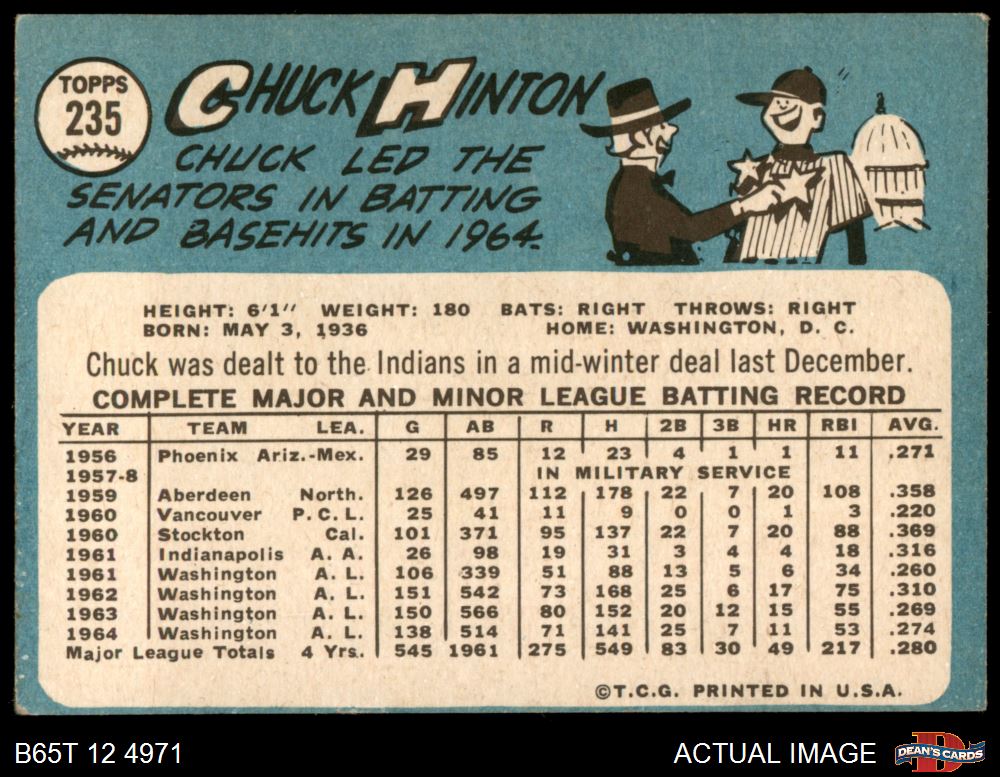 TOPPS
235
CHUCK HINTON
CHUCK LED THE
SENATORS IN BATTING
AND BASEHITS IN 1964.
HEIGHT: 6'1" WEIGHT: 180 BATS: RIGHT THROWS: RIGHT
BORN: MAY 3, 1936 HOME: WASHINGTON, D. C.
Chuck was dealt to the Indians in a mid-winter deal last December.
COMPLETE MAJOR AND MINOR LEAGUE BATTING RECORD
YEAR TEAM LEA. G AB R H 2B 3B HR RBI AVG.
1956 Phoenix Ariz.-Mex. 29 85 12 23 4 1 1 11 .271
1957-8 IN MILITARY SERVICE
1959 Aberdeen North. 126 497 112 178 22 7 20 108 .358
1960 Vancouver P.C.L. 25 41 11 9 0 0 1 3 .220
1960 Stockton Cal. 101 371 95 137 22 7 20 88 .369
1961 Indianapolis A. A. 26 98 19 31 3 4 4 18 .316
1961 Washington A. L. 106 339 51 88 13 5 6 34 .260
1962 Washington A. L. 151 542 73 168 25 6 17 75 .310
1963 Washington A. L. 150 566 80 152 20 12 15 55 .269
1964 Washington A. L. 138 514 71 141 25 7 11 53 .274
Major League Totals 4 Yrs. 545 1961 275 549 83 30 49 217 .280
©T.C.G. PRINTED IN U.S.A.
B65T 12 4971 ACTUAL IMAGE
D
DEAN'S CARDS